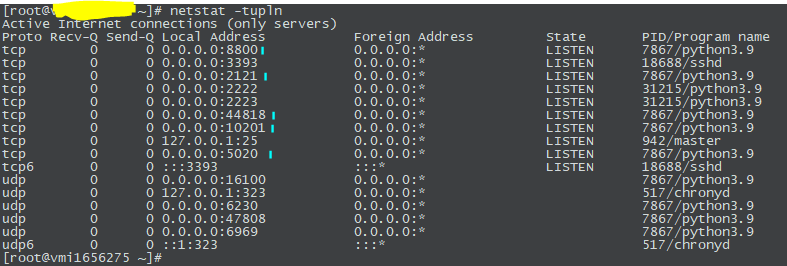 [root@vmi1656275 ~]# netstat -tupln
Active Internet connections (only servers)
Proto Recv-Q Send-Q Local Address Foreign Address State PID/Program name
tcp 0 0 0.0.0.0:8800 0.0.0.0:* LISTEN 7867/python3.9
tcp 0 0 0.0.0.0:3393 0.0.0.0:* LISTEN 18688/sshd
tcp 0 0 0.0.0.0:2121 0.0.0.0:* LISTEN 7867/python3.9
tcp 0 0 0.0.0.0:2222 0.0.0.0:* LISTEN 31215/python3.9
tcp 0 0 0.0.0.0:2223 0.0.0.0:* LISTEN 31215/python3.9
tcp 0 0 0.0.0.0:44818 0.0.0.0:* LISTEN 7867/python3.9
tcp 0 0 0.0.0.0:10201 0.0.0.0:* LISTEN 7867/python3.9
tcp 0 0 127.0.0.1:25 0.0.0.0:* LISTEN 942/master
tcp 0 0 0.0.0.0:5020 0.0.0.0:* LISTEN 7867/python3.9
tcp6 0 0 :::3393 :::* LISTEN 18688/sshd
udp 0 0 0.0.0.0:16100 0.0.0.0:* 7867/python3.9
udp 0 0 127.0.0.1:323 0.0.0.0:* 517/chronyd
udp 0 0 0.0.0.0:6230 0.0.0.0:* 7867/python3.9
udp 0 0 0.0.0.0:47808 0.0.0.0:* 7867/python3.9
udp 0 0 0.0.0.0:6969 0.0.0.0:* 7867/python3.9
udp6 0 0 ::1:323 :::* 517/chronyd
[root@vmi1656275 ~]#